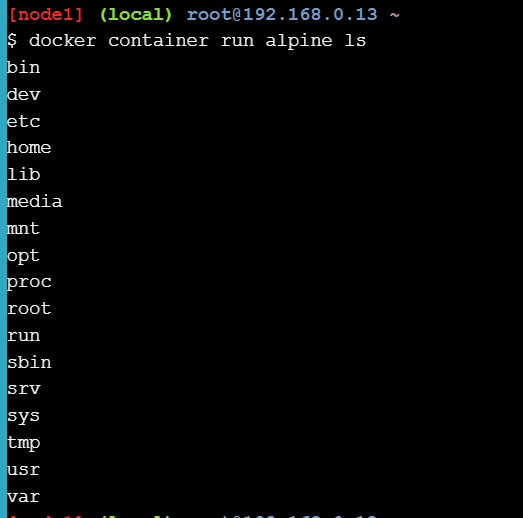 [node1] (local) root@192.168.0.13 ~
$ docker container run alpine ls
bin
dev
etc
home
lib
media
mnt
opt
proc
root
run
sbin
srv
sys
tmp
usr
var